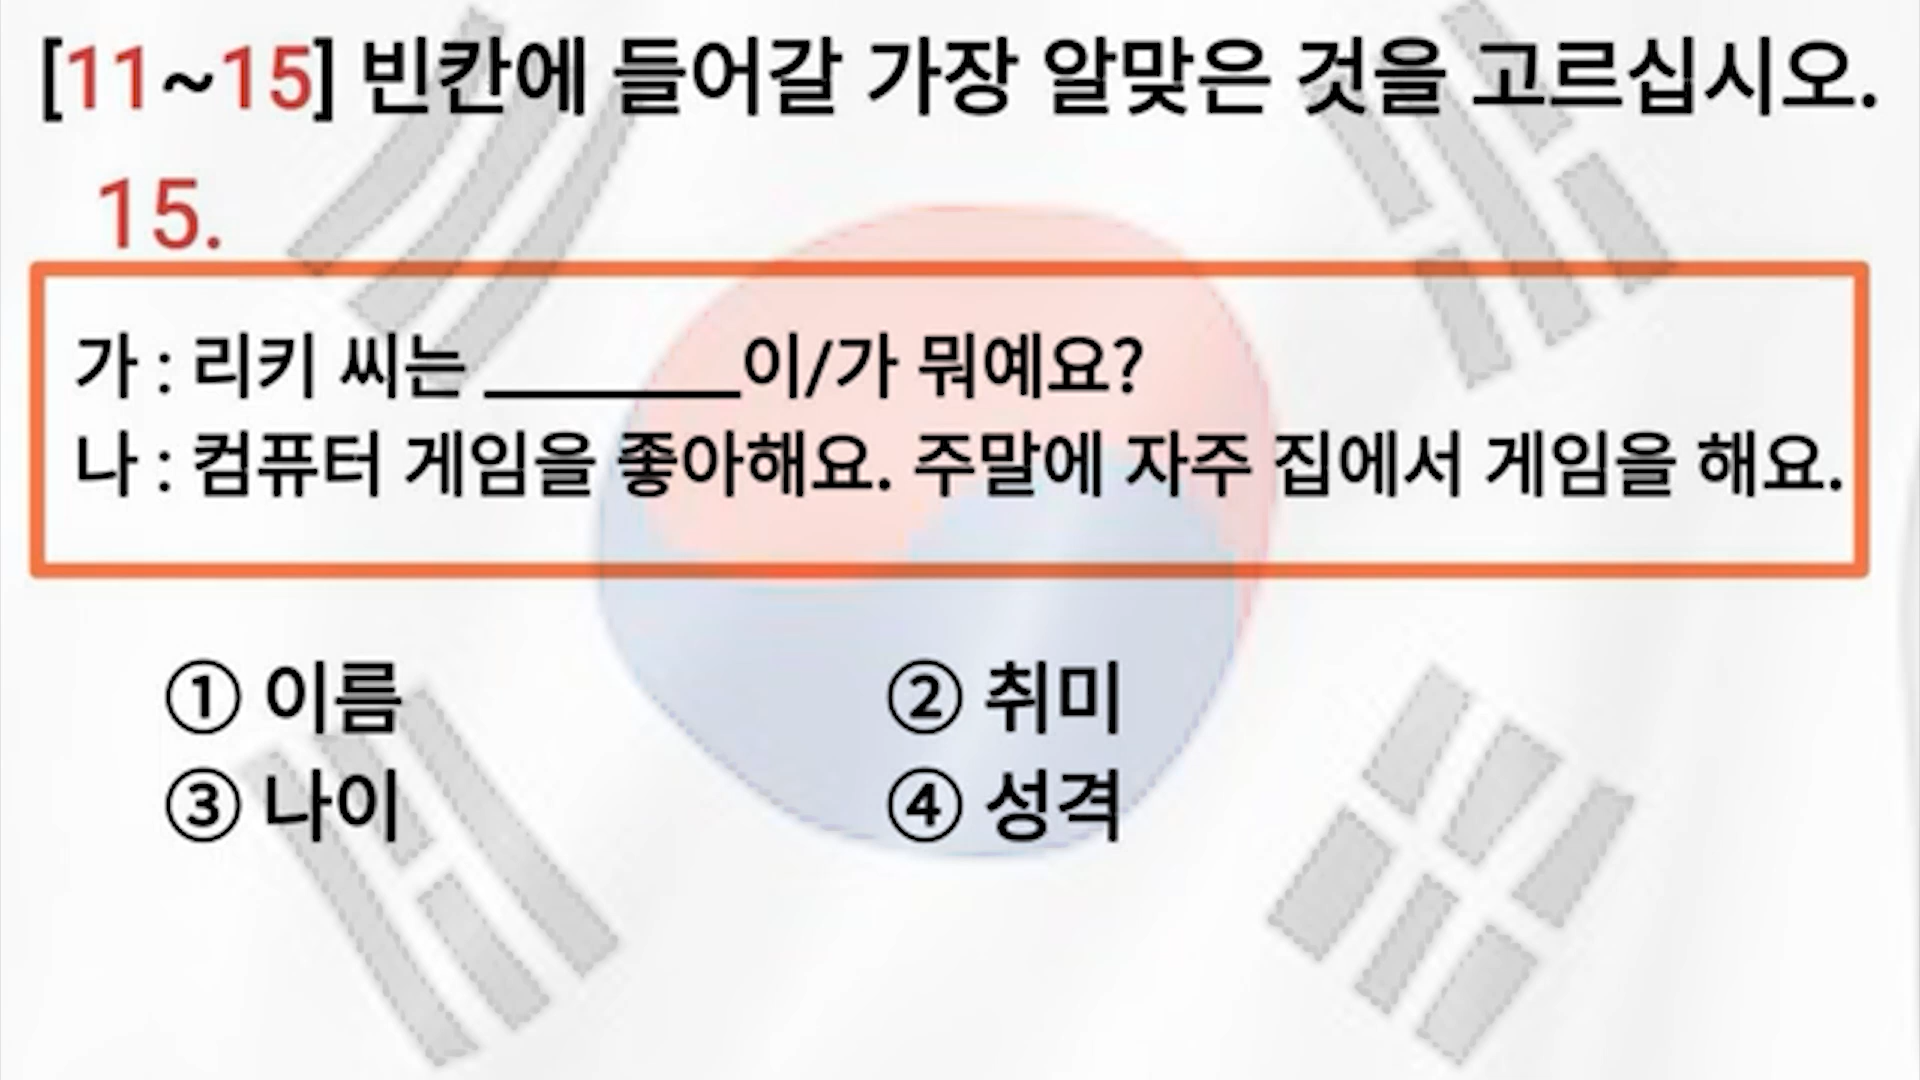 [11~15] 빈칸에 들어갈 가장 알맞은 것을 고르십시오.
15.
가 : 리키 씨는 ________이/가 뭐예요?
나 : 컴퓨터 게임을 좋아해요. 주말에 자주 집에서 게임을 해요.
① 이름 ② 취미
③ 나이 ④ 성격